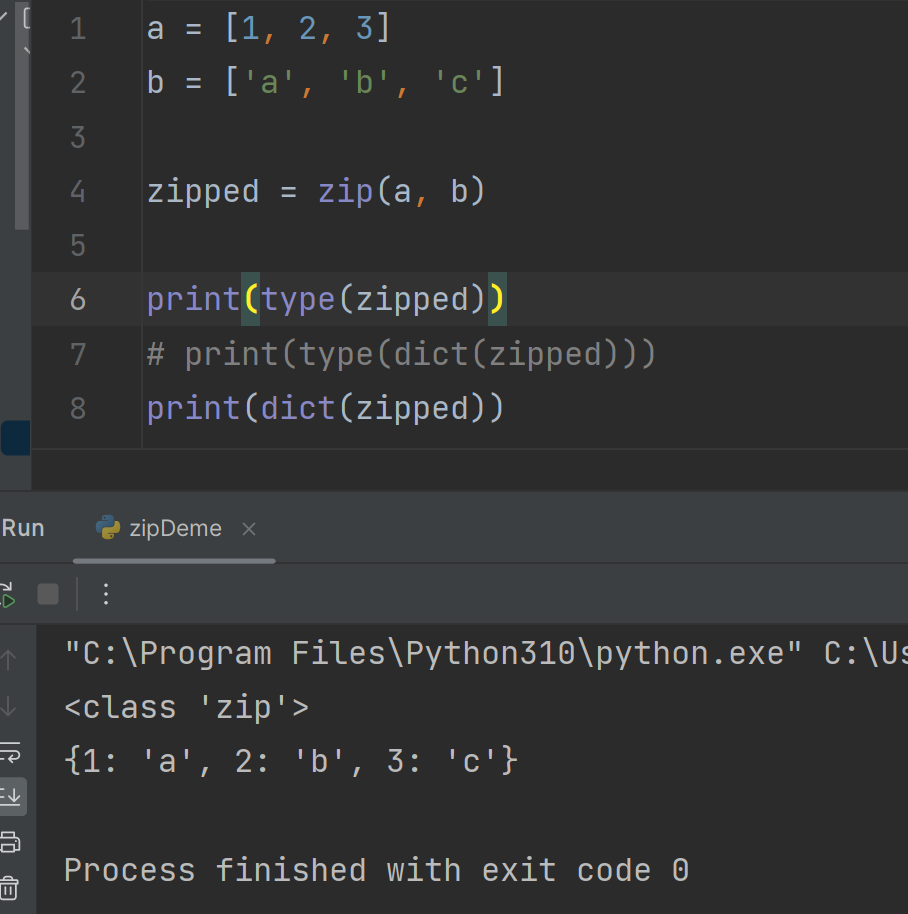 1 a = [1, 2, 3]
2 b = ['a', 'b', 'c']
3
4 zipped = zip(a, b)
5
6 print(type(zipped))
7 # print(type(dict(zipped)))
8 print(dict(zipped))
Run zipDeme
"C:\Program Files\Python310\python.exe" C:\Us
<class 'zip'>
{1: 'a', 2: 'b', 3: 'c'}
Process finished with exit code 0